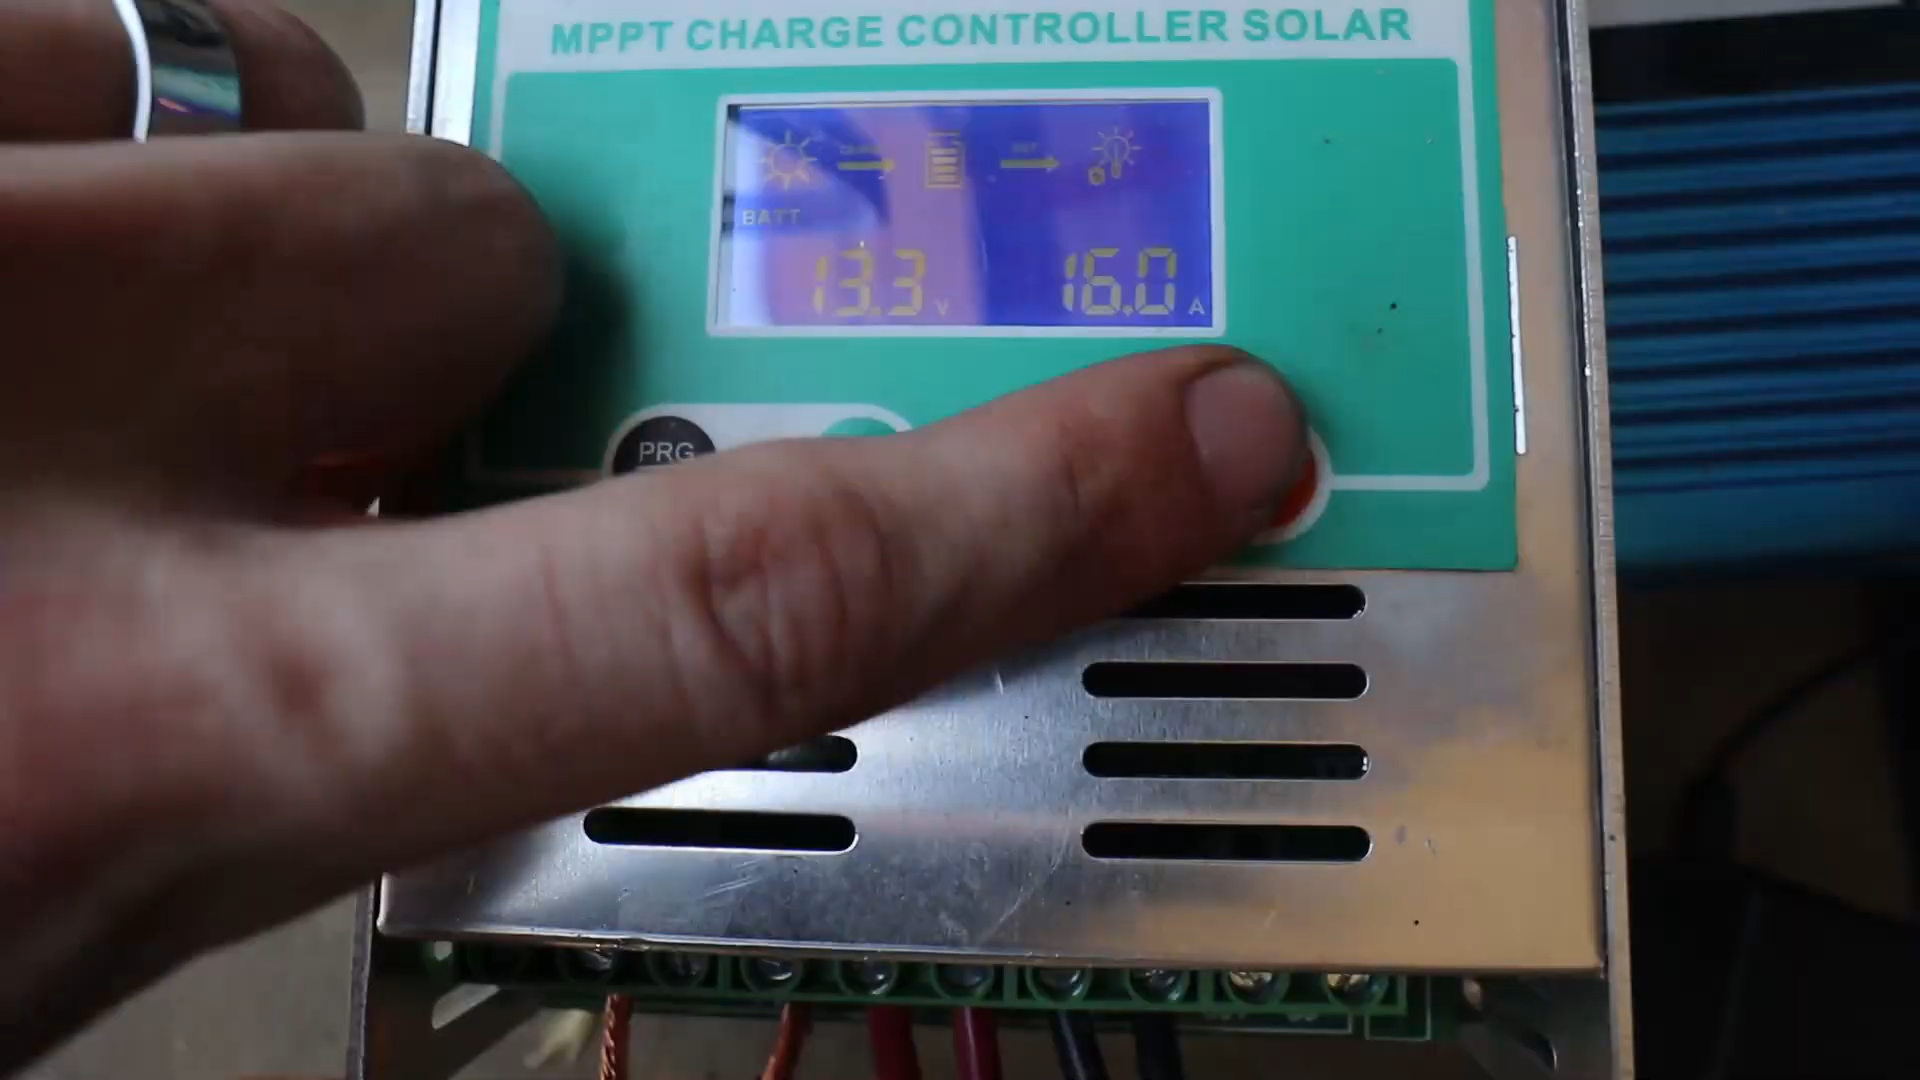 MPPT CHARGE CONTROLLER SOLAR
BATT
13.3 V 16.0 A
PRG